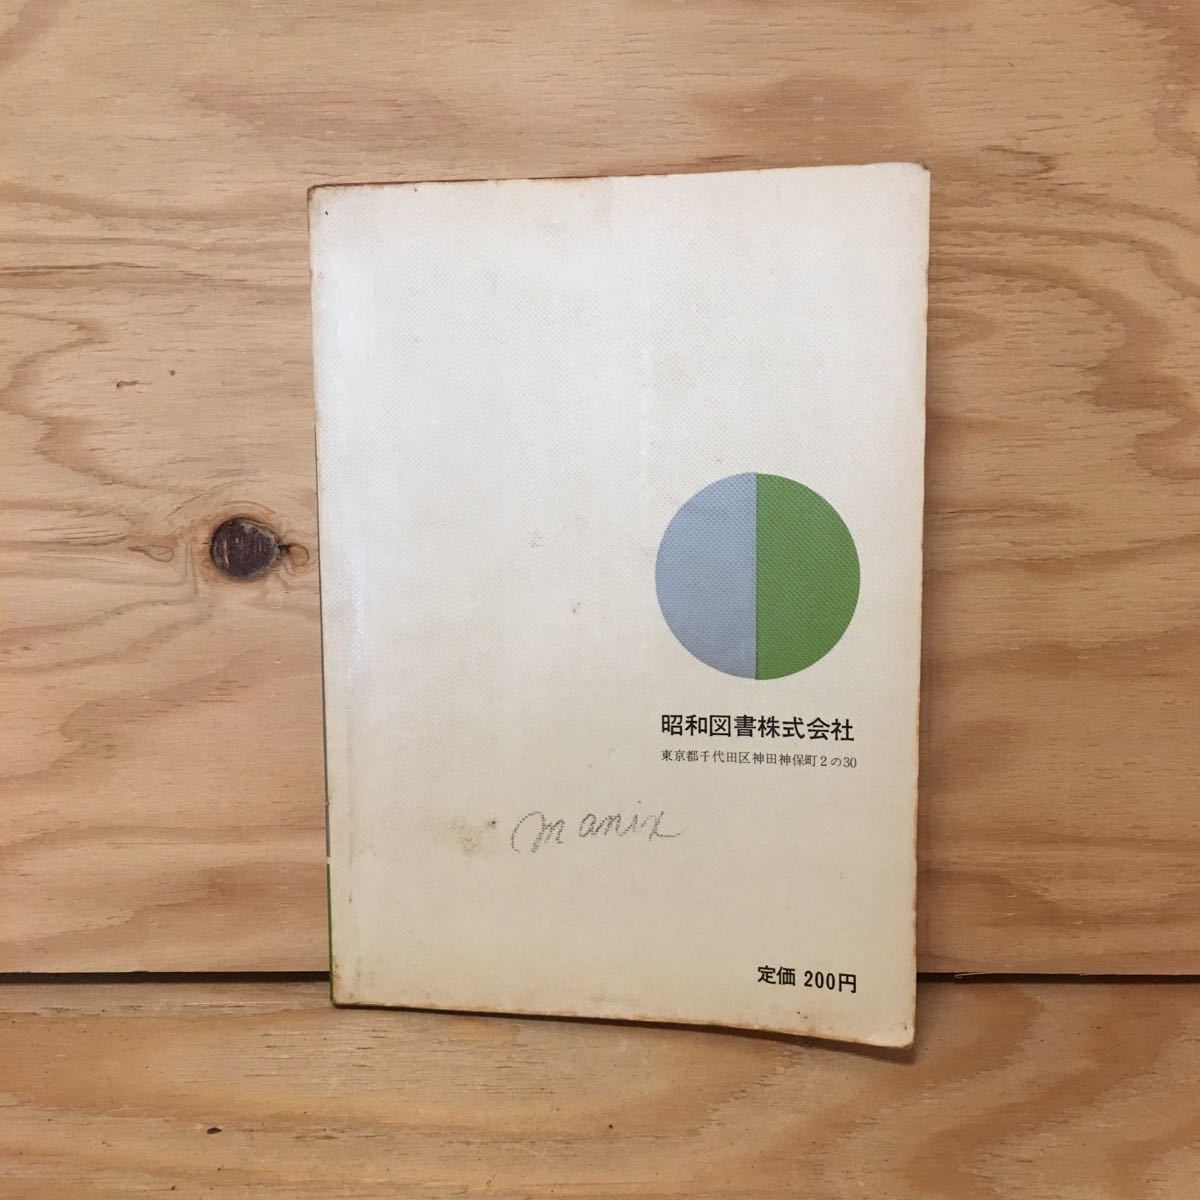 昭和図書株式会社
東京都千代田区神田神保町2の30
manix
定価 200円